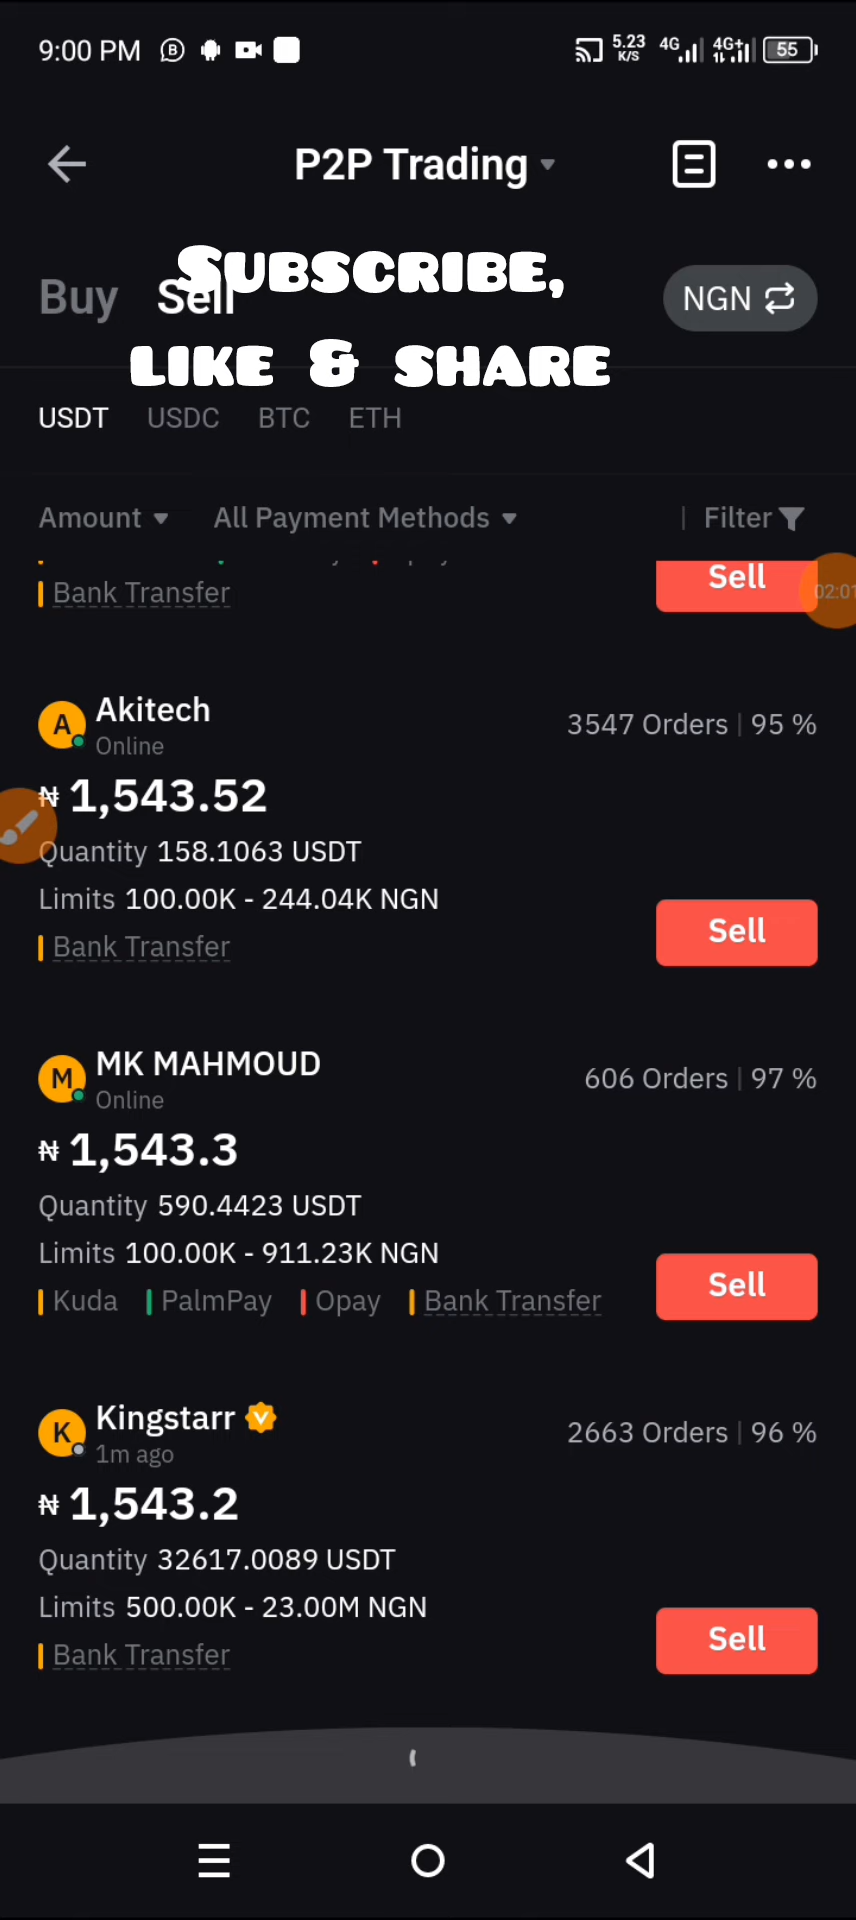 9:00 PM 5.23 K/S 4G 4G+ 55
P2P Trading
Buy Sell NGN
SUBSCRIBE,
LIKE & SHARE
USDT USDC BTC ETH
Amount All Payment Methods | Filter
Bank Transfer Sell
02:01
A Akitech 3547 Orders | 95 %
Online
₦ 1,543.52
Quantity 158.1063 USDT
Limits 100.00K - 244.04K NGN
Bank Transfer Sell
M MK MAHMOUD 606 Orders | 97 %
Online
₦ 1,543.3
Quantity 590.4423 USDT
Limits 100.00K - 911.23K NGN
Kuda PalmPay Opay Bank Transfer Sell
K Kingstarr 2663 Orders | 96 %
1m ago
₦ 1,543.2
Quantity 32617.0089 USDT
Limits 500.00K - 23.00M NGN
Bank Transfer Sell